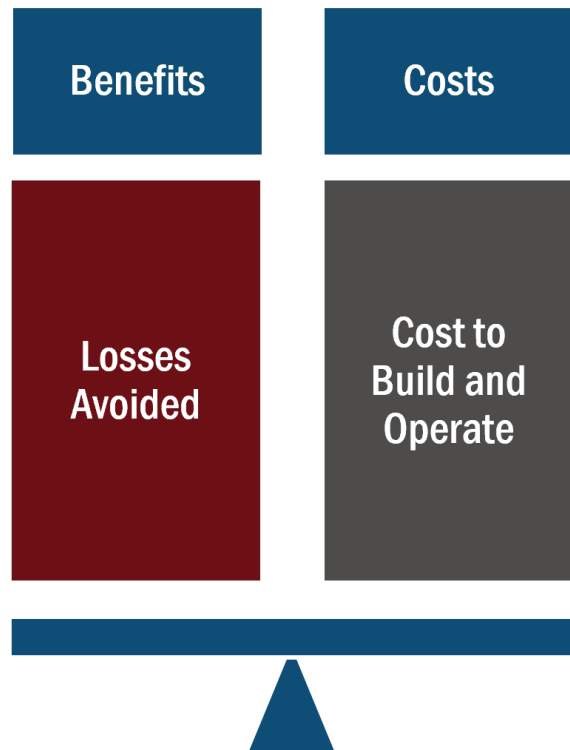 Benefits
Costs
Losses
Avoided
Cost to
Build and
Operate